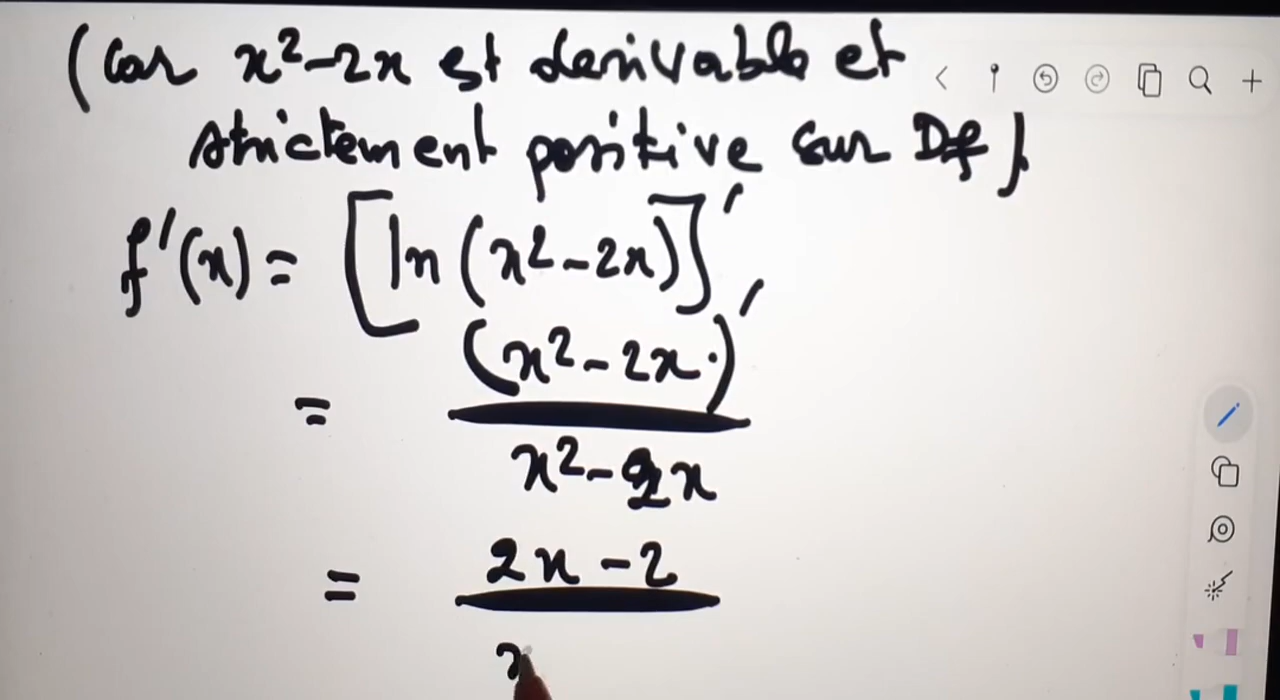 (Car x²-2x est derivable et
strictement positive sur Df)
f'(x) = [ln(x²-2x)]'
= (x²-2x)' / x²-2x
= 2x-2 / x